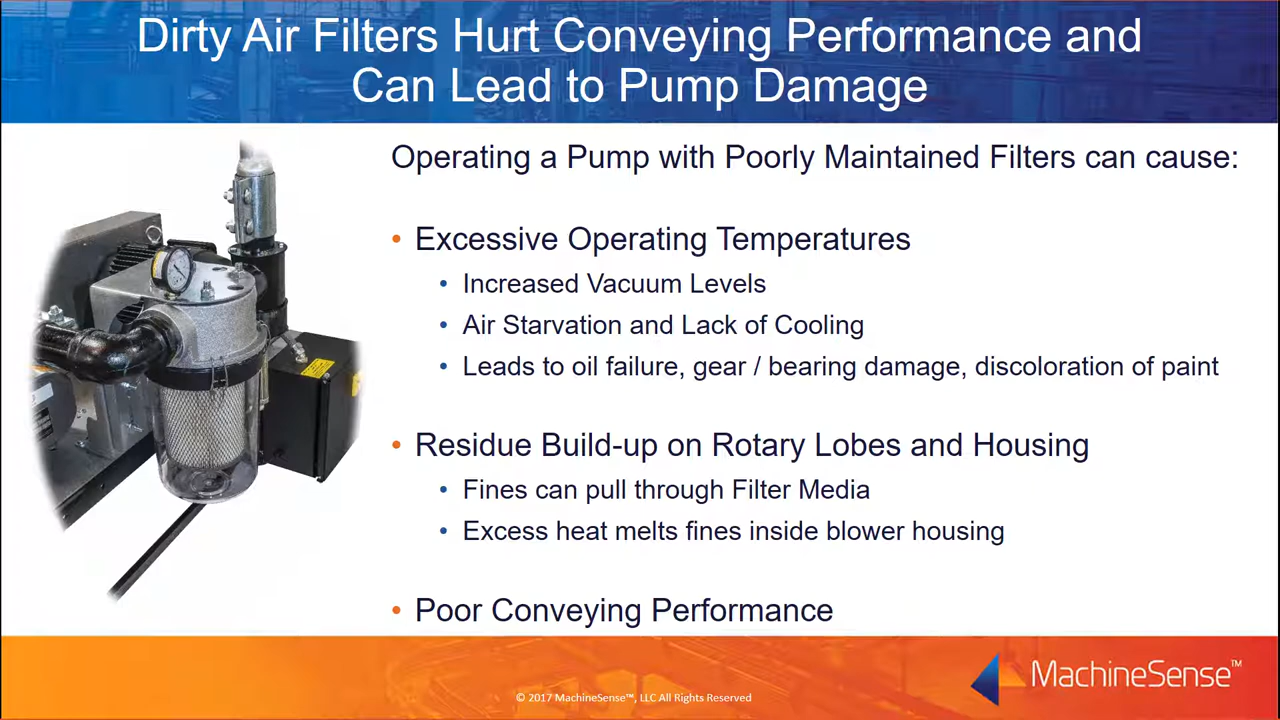 Dirty Air Filters Hurt Conveying Performance and
Can Lead to Pump Damage
Operating a Pump with Poorly Maintained Filters can cause:
• Excessive Operating Temperatures
• Increased Vacuum Levels
• Air Starvation and Lack of Cooling
• Leads to oil failure, gear / bearing damage, discoloration of paint
• Residue Build-up on Rotary Lobes and Housing
• Fines can pull through Filter Media
• Excess heat melts fines inside blower housing
• Poor Conveying Performance
MachineSense™
© 2017 MachineSense™, LLC All Rights Reserved